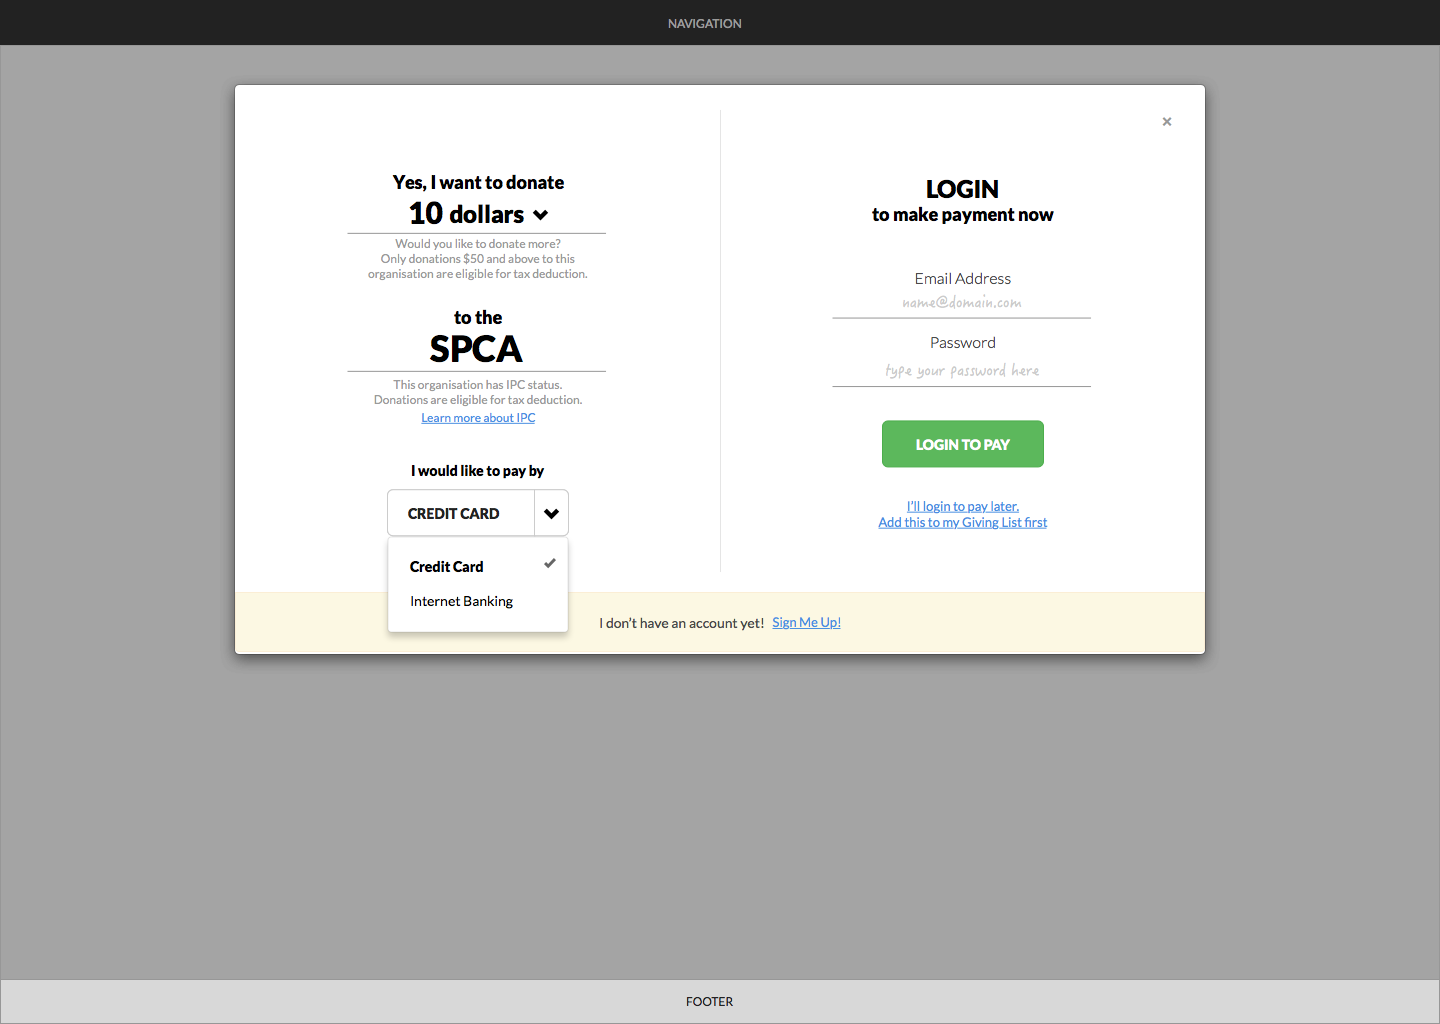 NAVIGATION
×
Yes, I want to donate
10 dollars
Would you like to donate more?
Only donations $50 and above to this
organisation are eligible for tax deduction.
to the
SPCA
This organisation has IPC status.
Donations are eligible for tax deduction.
Learn more about IPC
I would like to pay by
CREDIT CARD
Credit Card
Internet Banking
LOGIN
to make payment now
Email Address
name@domain.com
Password
type your password here
LOGIN TO PAY
I'll login to pay later.
Add this to my Giving List first
I don't have an account yet! Sign Me Up!
FOOTER